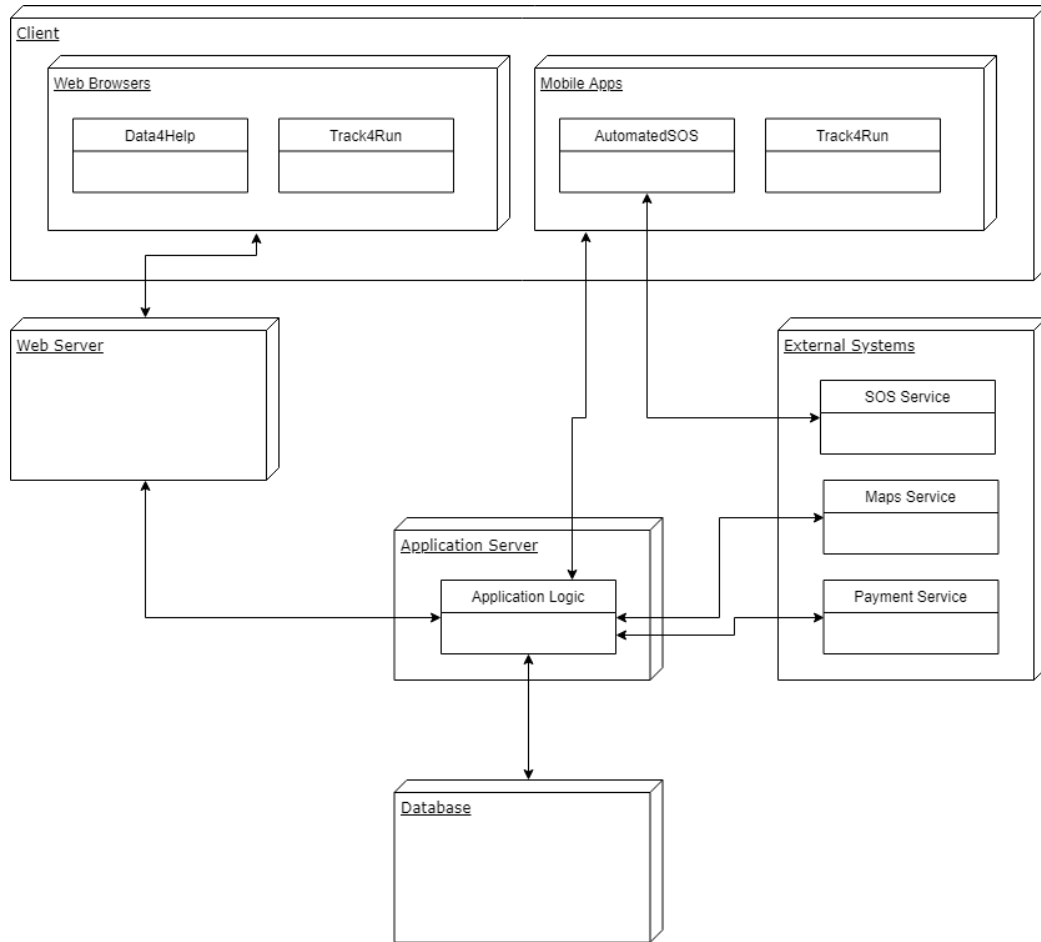 Client
Web Browsers
Mobile Apps
Data4Help
Track4Run
AutomatedSOS
Track4Run
Web Server
External Systems
SOS Service
Maps Service
Application Server
Application Logic
Payment Service
Database